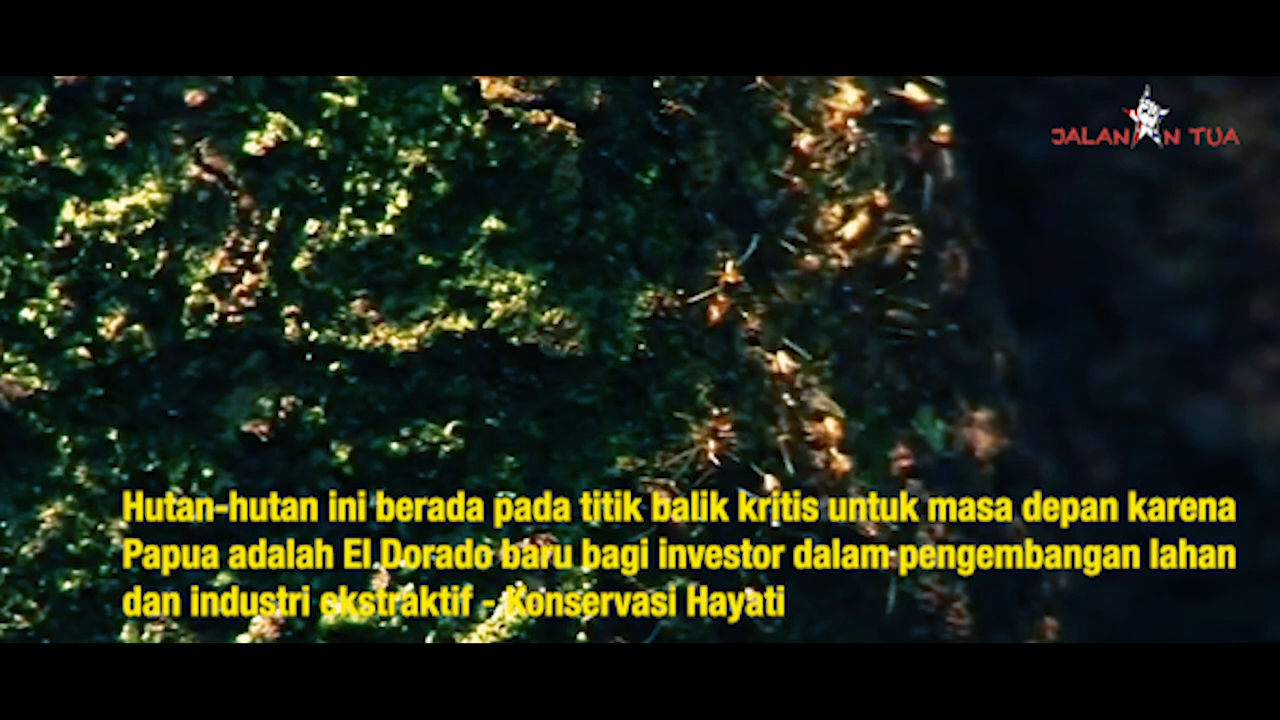 JALANAN TUA
Hutan-hutan ini berada pada titik balik kritis untuk masa depan karena
Papua adalah El Dorado baru bagi investor dalam pengembangan lahan
dan industri ekstraktif - Konservasi Hayati